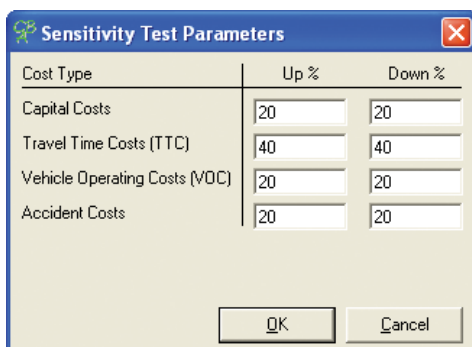 Sensitivity Test Parameters
Cost Type Up % Down %
Capital Costs 20 20
Travel Time Costs (TTC) 40 40
Vehicle Operating Costs (VOC) 20 20
Accident Costs 20 20
OK Cancel